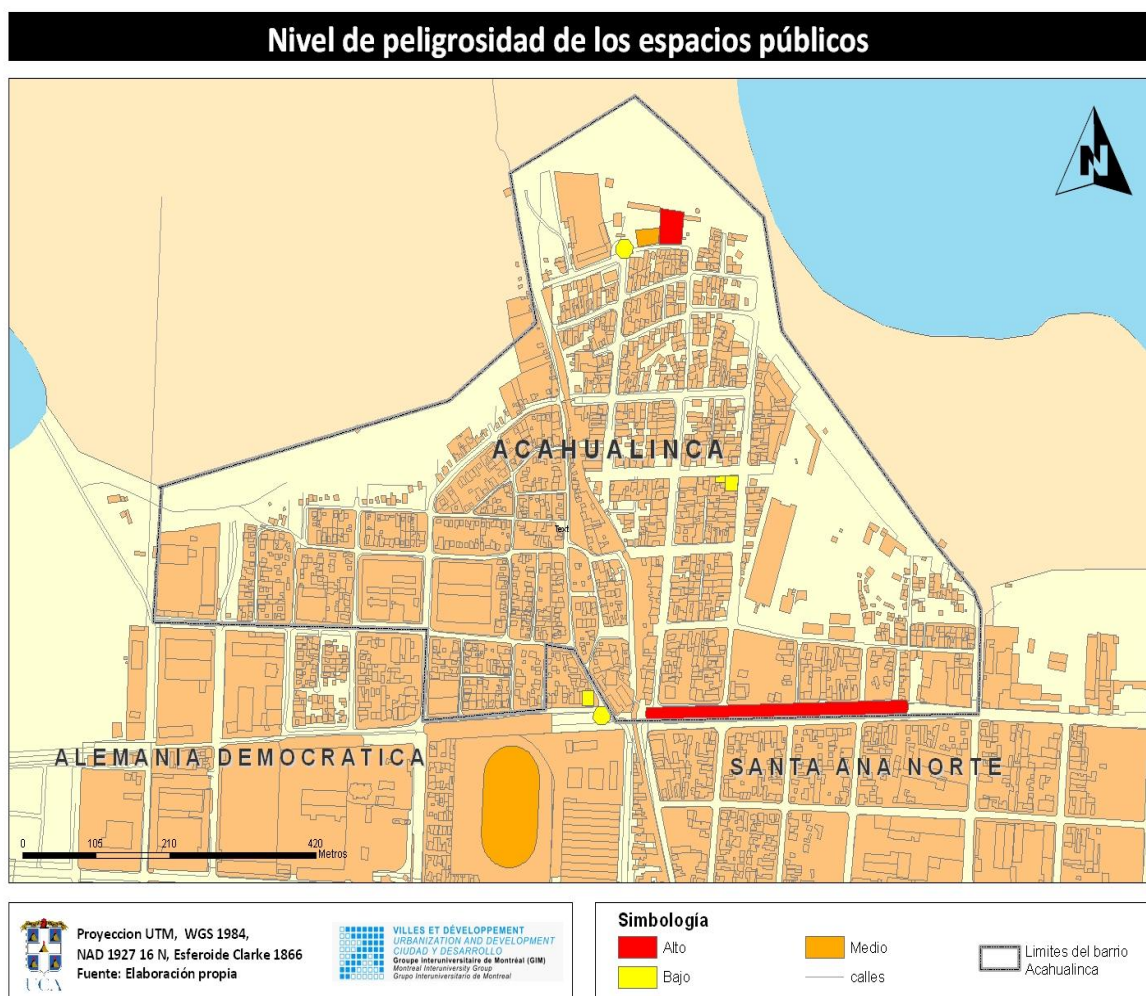 Nivel de peligrosidad de los espacios públicos
N
ACAHUALINCA
Text
ALEMANIA DEMOCRATICA
SANTA ANA NORTE
0 105 210 420
Metros
UCA
Proyeccion UTM, WGS 1984,
NAD 1927 16 N, Esferoide Clarke 1866
Fuente: Elaboración propia
VILLES ET DÉVELOPPEMENT
URBANIZATION AND DEVELOPMENT
CIUDAD Y DESARROLLO
Groupe interuniversitaire de Montréal (GIM)
Montreal Interuniversity Group
Grupo Interuniversitario de Montreal
Simbología
Alto
Medio
Bajo
calles
Limites del barrio
Acahualinca